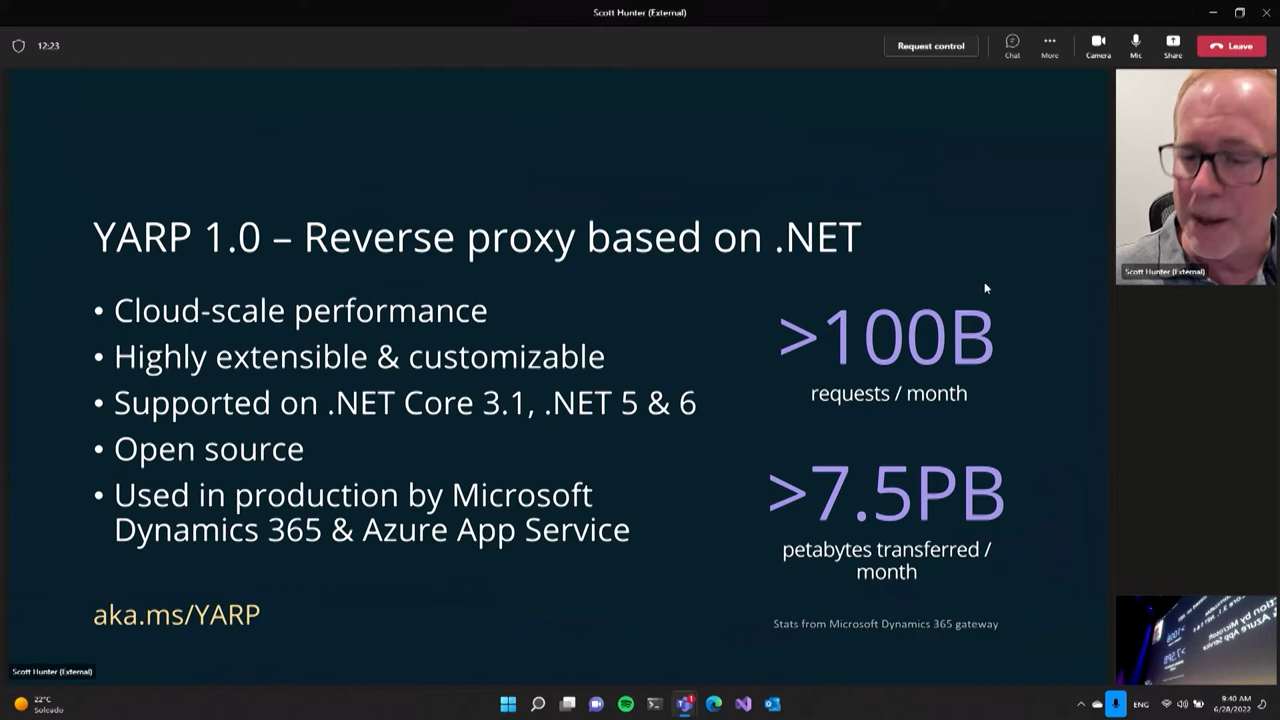 Scott Hunter (External)
12:23
Request control
Chat
More
Camera
Mic
Share
Leave
YARP 1.0 – Reverse proxy based on .NET
• Cloud-scale performance
• Highly extensible & customizable
• Supported on .NET Core 3.1, .NET 5 & 6
• Open source
• Used in production by Microsoft
Dynamics 365 & Azure App Service
aka.ms/YARP
>100B
requests / month
>7.5PB
petabytes transferred /
month
Stats from Microsoft Dynamics 365 gateway
Scott Hunter (External)
Scott Hunter (External)
22°C
Soleado
1
ENG
9:40 AM
6/28/2022